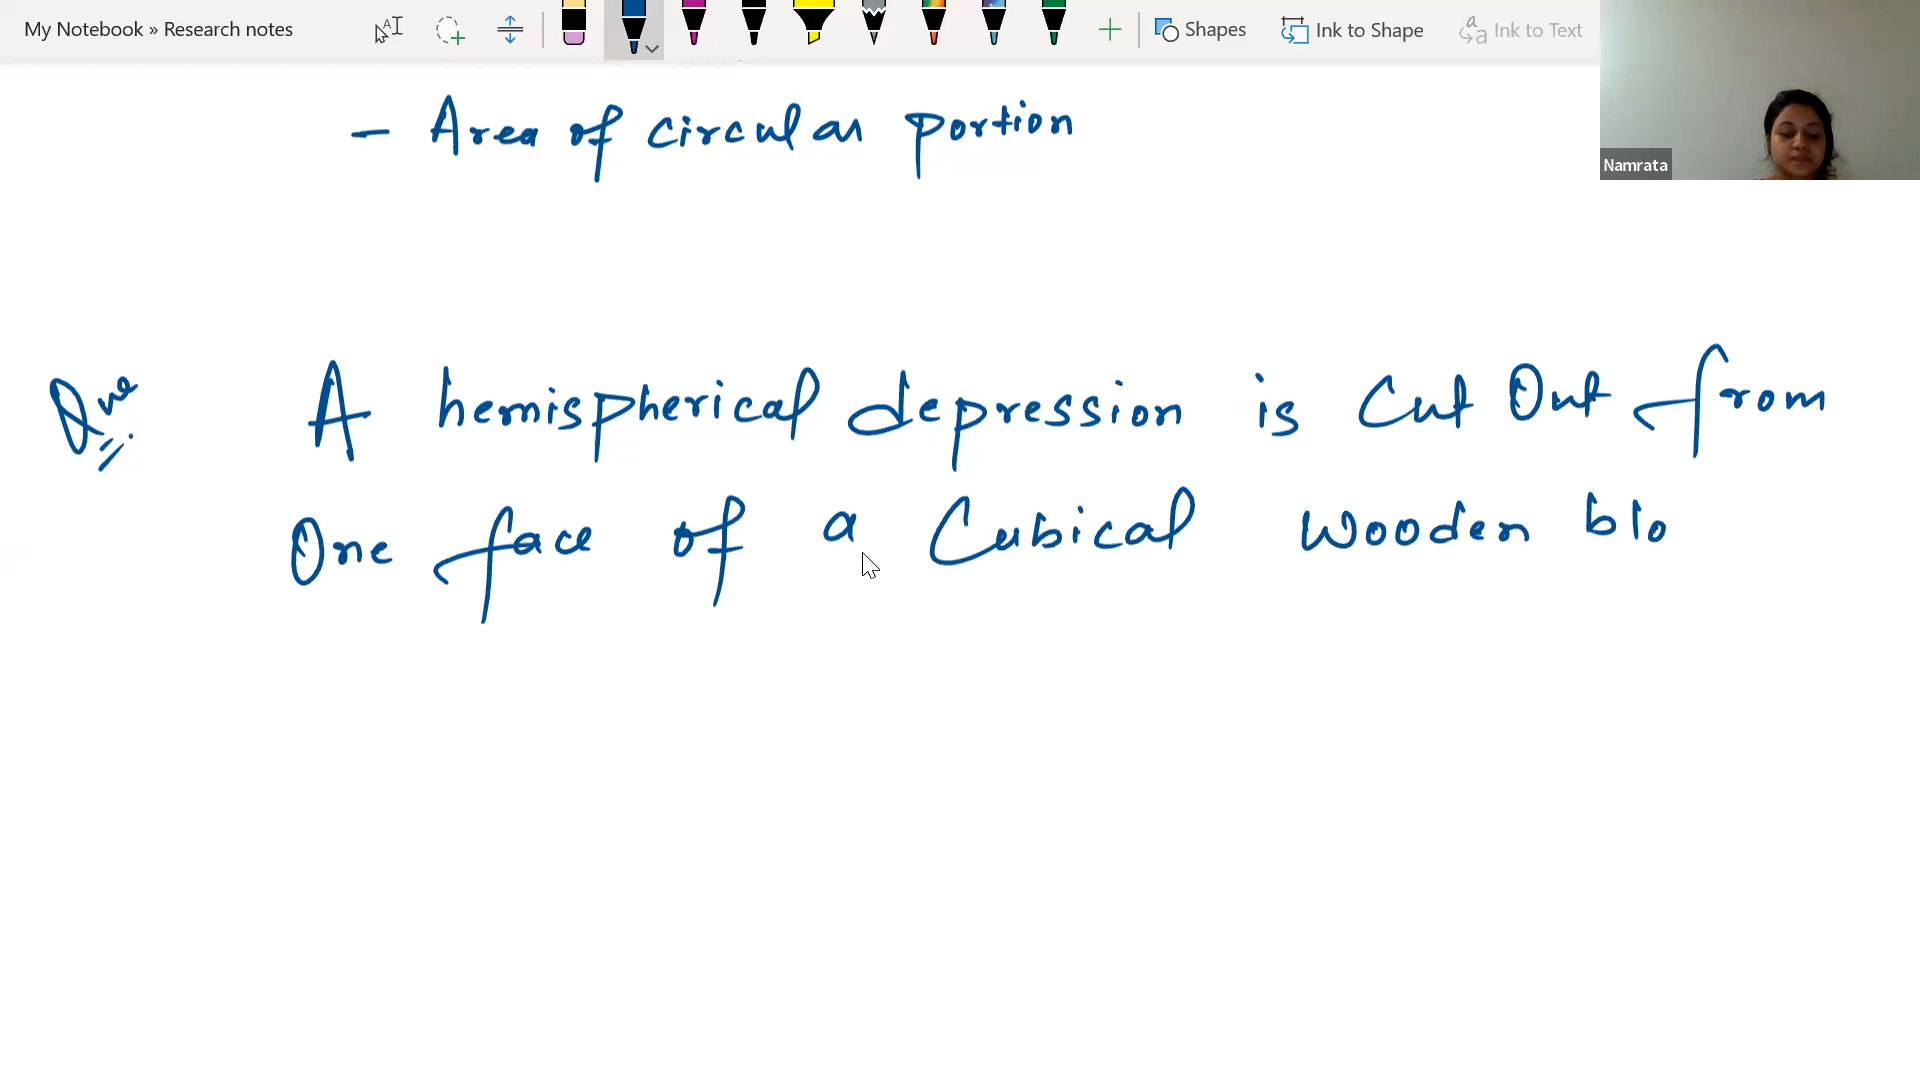 My Notebook » Research notes
Shapes
Ink to Shape
Ink to Text
Namrata
- Area of circular portion
Que A hemispherical depression is Cut Out from
One face of a Cubical wooden blo